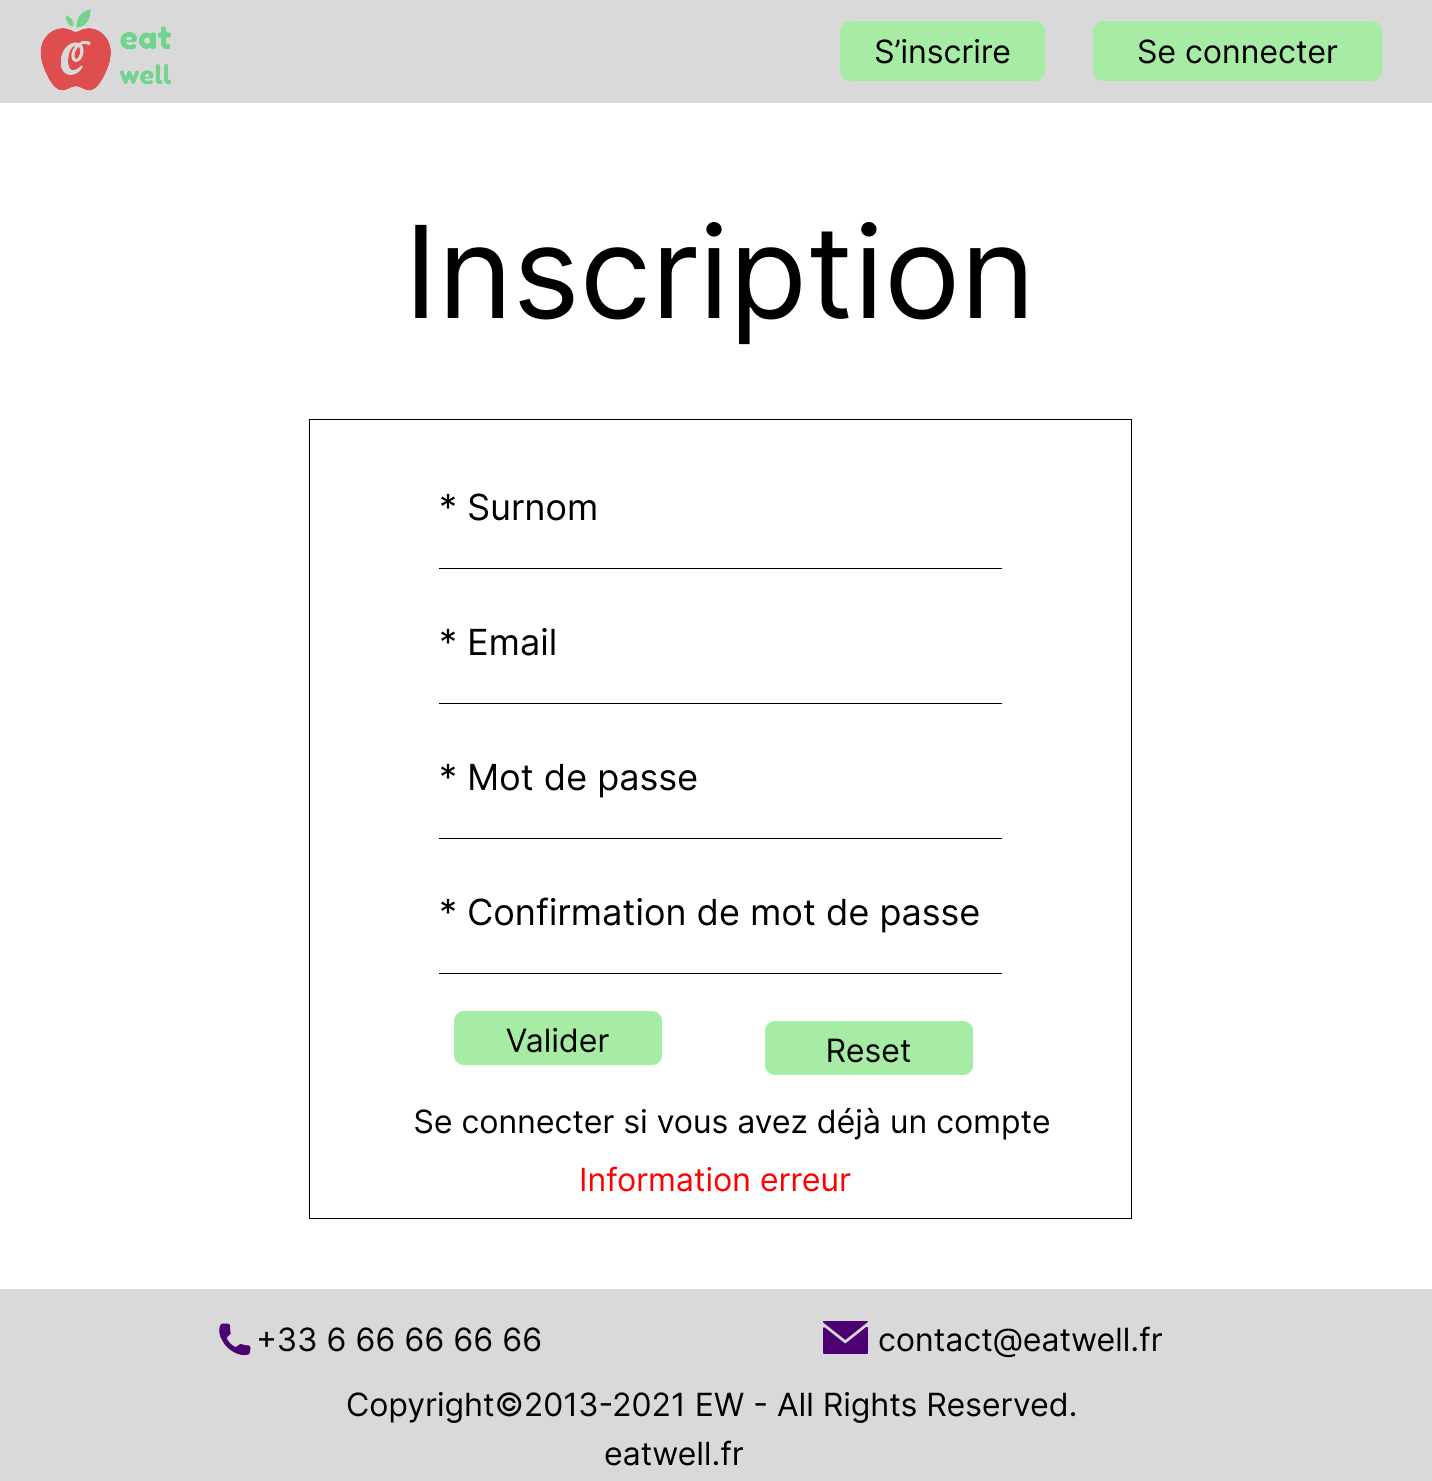 eat
well
S’inscrire
Se connecter
Inscription
* Surnom
* Email
* Mot de passe
* Confirmation de mot de passe
Valider
Reset
Se connecter si vous avez déjà un compte
Information erreur
+33 6 66 66 66 66
contact@eatwell.fr
Copyright©2013-2021 EW - All Rights Reserved.
eatwell.fr